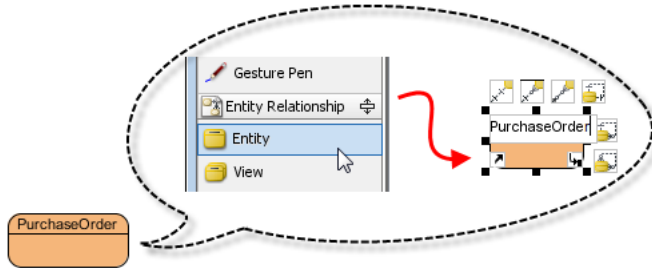 Gesture Pen
Entity Relationship
PurchaseOrder
Entity
View
PurchaseOrder